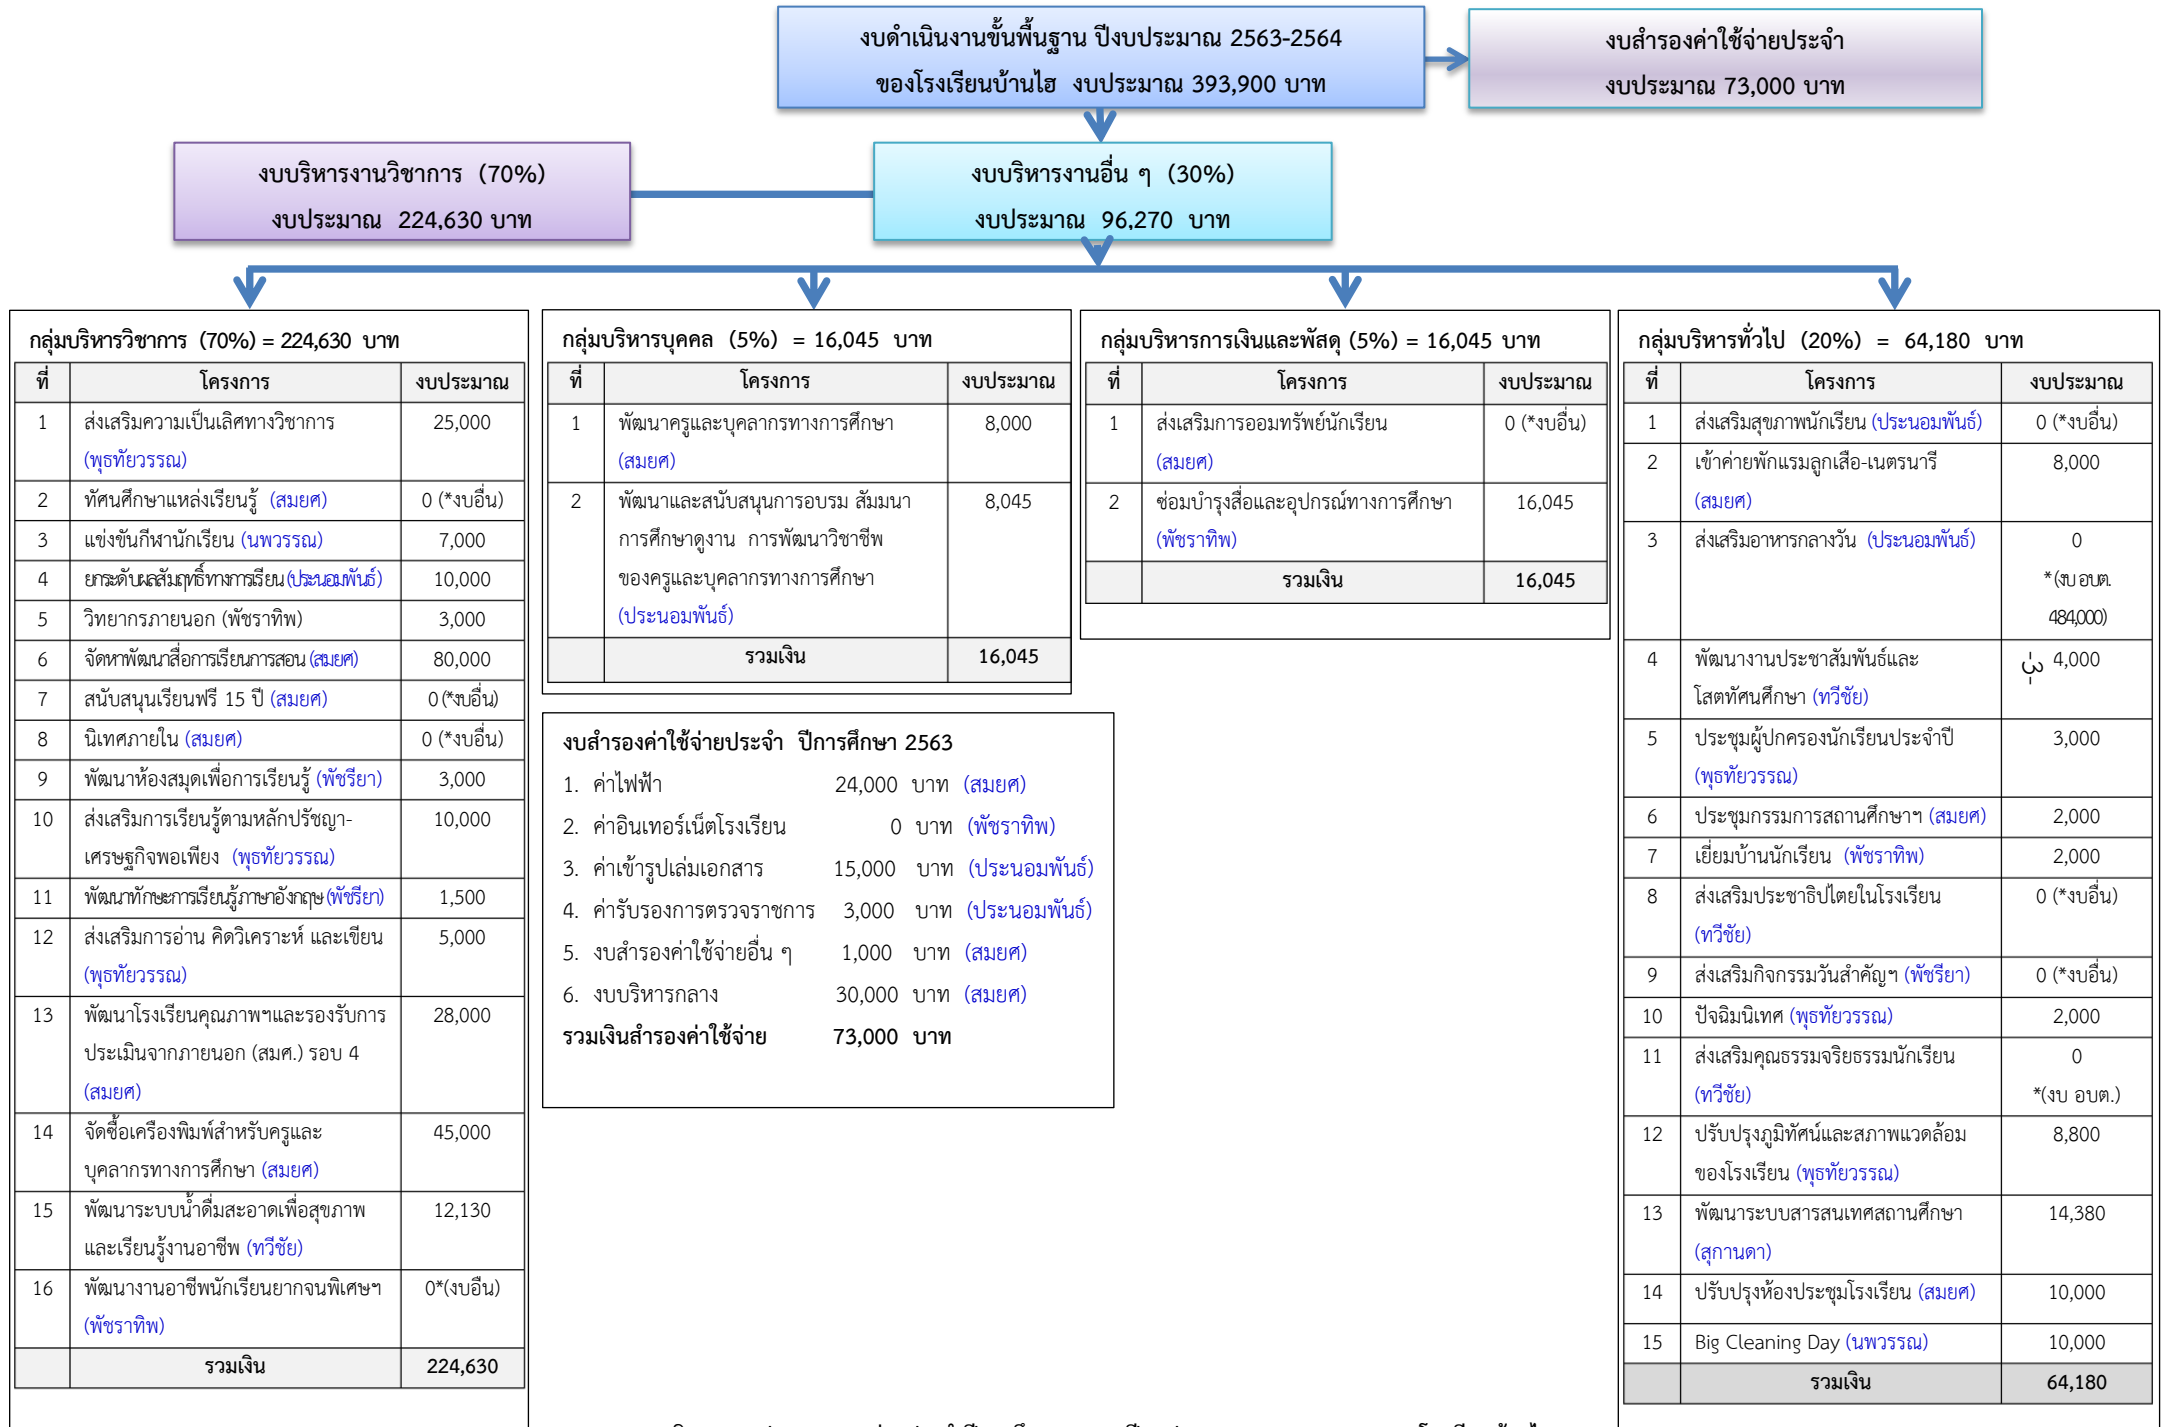 งบดำเนินงานขั้นพื้นฐาน ปีงบประมาณ 2563-2564
ของโรงเรียนบ้านไฮ งบประมาณ 393,900 บาท
งบสำรองค่าใช้จ่ายประจำ
งบประมาณ 73,000 บาท
งบบริหารงานวิชาการ (70%)
งบประมาณ 224,630 บาท
งบบริหารงานอื่น ๆ (30%)
งบประมาณ 96,270 บาท
กลุ่มบริหารวิชาการ (70%) = 224,630 บาท
ที่ โครงการ งบประมาณ
1 ส่งเสริมความเป็นเลิศทางวิชาการ 25,000
(พุธทัยวรรณ)
2 ทัศนศึกษาแหล่งเรียนรู้ (สมยศ) 0 (*งบอื่น)
3 แข่งขันกีฬานักเรียน (นพวรรณ) 7,000
4 ยกระดับผลสัมฤทธิ์ทางการเรียน (ประนอมพันธ์) 10,000
5 วิทยากรภายนอก (พัชราทิพ) 3,000
6 จัดหาพัฒนาสื่อการเรียนการสอน (สมยศ) 80,000
7 สนับสนุนเรียนฟรี 15 ปี (สมยศ) 0 (*งบอื่น)
8 นิเทศภายใน (สมยศ) 0 (*งบอื่น)
9 พัฒนาห้องสมุดเพื่อการเรียนรู้ (พัชรียา) 3,000
10 ส่งเสริมการเรียนรู้ตามหลักปรัชญา- 10,000
เศรษฐกิจพอเพียง (พุธทัยวรรณ)
11 พัฒนาทักษะการเรียนรู้ภาษาอังกฤษ (พัชรียา) 1,500
12 ส่งเสริมการอ่าน คิดวิเคราะห์ และเขียน 5,000
(พุธทัยวรรณ)
13 พัฒนาโรงเรียนคุณภาพฯและรองรับการ 28,000
ประเมินจากภายนอก (สมศ.) รอบ 4
(สมยศ)
14 จัดซื้อเครื่องพิมพ์สำหรับครูและ 45,000
บุคลากรทางการศึกษา (สมยศ)
15 พัฒนาระบบน้ำดื่มสะอาดเพื่อสุขภาพ 12,130
และเรียนรู้งานอาชีพ (ทวีชัย)
16 พัฒนางานอาชีพนักเรียนยากจนพิเศษฯ 0*(งบอื่น)
(พัชราทิพ)
รวมเงิน 224,630
กลุ่มบริหารบุคคล (5%) = 16,045 บาท
ที่ โครงการ งบประมาณ
1 พัฒนาครูและบุคลากรทางการศึกษา 8,000
(สมยศ)
2 พัฒนาและสนับสนุนการอบรม สัมมนา 8,045
การศึกษาดูงาน การพัฒนาวิชาชีพ
ของครูและบุคลากรทางการศึกษา
(ประนอมพันธ์)
รวมเงิน 16,045
งบสำรองค่าใช้จ่ายประจำ ปีการศึกษา 2563
1. ค่าไฟฟ้า 24,000 บาท (สมยศ)
2. ค่าอินเทอร์เน็ตโรงเรียน 0 บาท (พัชราทิพ)
3. ค่าเข้ารูปเล่มเอกสาร 15,000 บาท (ประนอมพันธ์)
4. ค่ารับรองการตรวจราชการ 3,000 บาท (ประนอมพันธ์)
5. งบสำรองค่าใช้จ่ายอื่น ๆ 1,000 บาท (สมยศ)
6. งบบริหารกลาง 30,000 บาท (สมยศ)
รวมเงินสำรองค่าใช้จ่าย 73,000 บาท
กลุ่มบริหารการเงินและพัสดุ (5%) = 16,045 บาท
ที่ โครงการ งบประมาณ
1 ส่งเสริมการออมทรัพย์นักเรียน 0 (*งบอื่น)
(สมยศ)
2 ซ่อมบำรุงสื่อและอุปกรณ์ทางการศึกษา 16,045
(พัชราทิพ)
รวมเงิน 16,045
กลุ่มบริหารทั่วไป (20%) = 64,180 บาท
ที่ โครงการ งบประมาณ
1 ส่งเสริมสุขภาพนักเรียน (ประนอมพันธ์) 0 (*งบอื่น)
2 เข้าค่ายพักแรมลูกเสือ-เนตรนารี 8,000
(สมยศ)
3 ส่งเสริมอาหารกลางวัน (ประนอมพันธ์) 0
*(งบ อบต.
484,000)
4 พัฒนางานประชาสัมพันธ์และ 4,000
โสตทัศนศึกษา (ทวีชัย)
5 ประชุมผู้ปกครองนักเรียนประจำปี 3,000
(พุธทัยวรรณ)
6 ประชุมกรรมการสถานศึกษาฯ (สมยศ) 2,000
7 เยี่ยมบ้านนักเรียน (พัชราทิพ) 2,000
8 ส่งเสริมประชาธิปไตยในโรงเรียน 0 (*งบอื่น)
(ทวีชัย)
9 ส่งเสริมกิจกรรมวันสำคัญฯ (พัชรียา) 0 (*งบอื่น)
10 ปัจฉิมนิเทศ (พุธทัยวรรณ) 2,000
11 ส่งเสริมคุณธรรมจริยธรรมนักเรียน 0
(ทวีชัย) *(งบ อบต.)
12 ปรับปรุงภูมิทัศน์และสภาพแวดล้อม 8,800
ของโรงเรียน (พุธทัยวรรณ)
13 พัฒนาระบบสารสนเทศสถานศึกษา 14,380
(สุกานดา)
14 ปรับปรุงห้องประชุมโรงเรียน (สมยศ) 10,000
15 Big Cleaning Day (นพวรรณ) 10,000
รวมเงิน 64,180